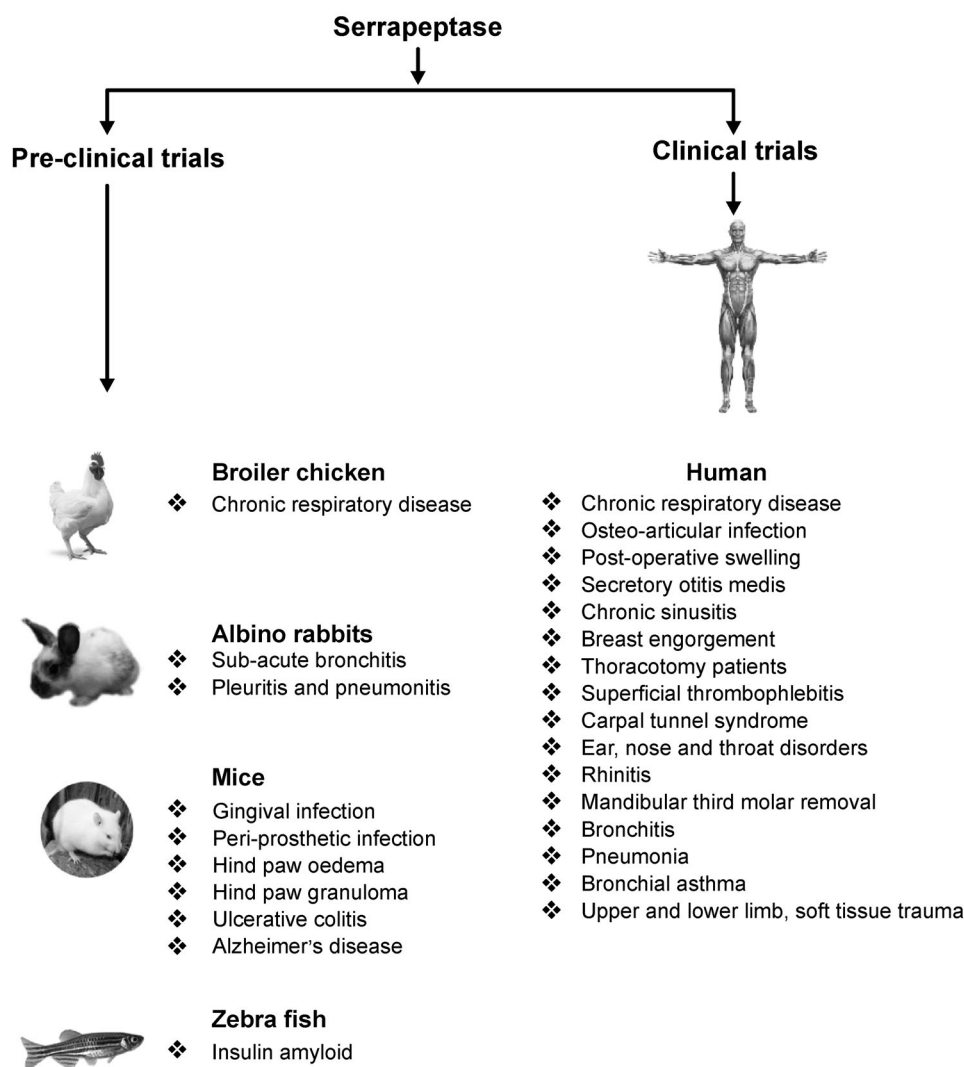 Serrapeptase
Pre-clinical trials
Clinical trials
Broiler chicken
❖ Chronic respiratory disease
Albino rabbits
❖ Sub-acute bronchitis
❖ Pleuritis and pneumonitis
Mice
❖ Gingival infection
❖ Peri-prosthetic infection
❖ Hind paw oedema
❖ Hind paw granuloma
❖ Ulcerative colitis
❖ Alzheimer's disease
Zebra fish
❖ Insulin amyloid
Human
❖ Chronic respiratory disease
❖ Osteo-articular infection
❖ Post-operative swelling
❖ Secretory otitis medis
❖ Chronic sinusitis
❖ Breast engorgement
❖ Thoracotomy patients
❖ Superficial thrombophlebitis
❖ Carpal tunnel syndrome
❖ Ear, nose and throat disorders
❖ Rhinitis
❖ Mandibular third molar removal
❖ Bronchitis
❖ Pneumonia
❖ Bronchial asthma
❖ Upper and lower limb, soft tissue trauma